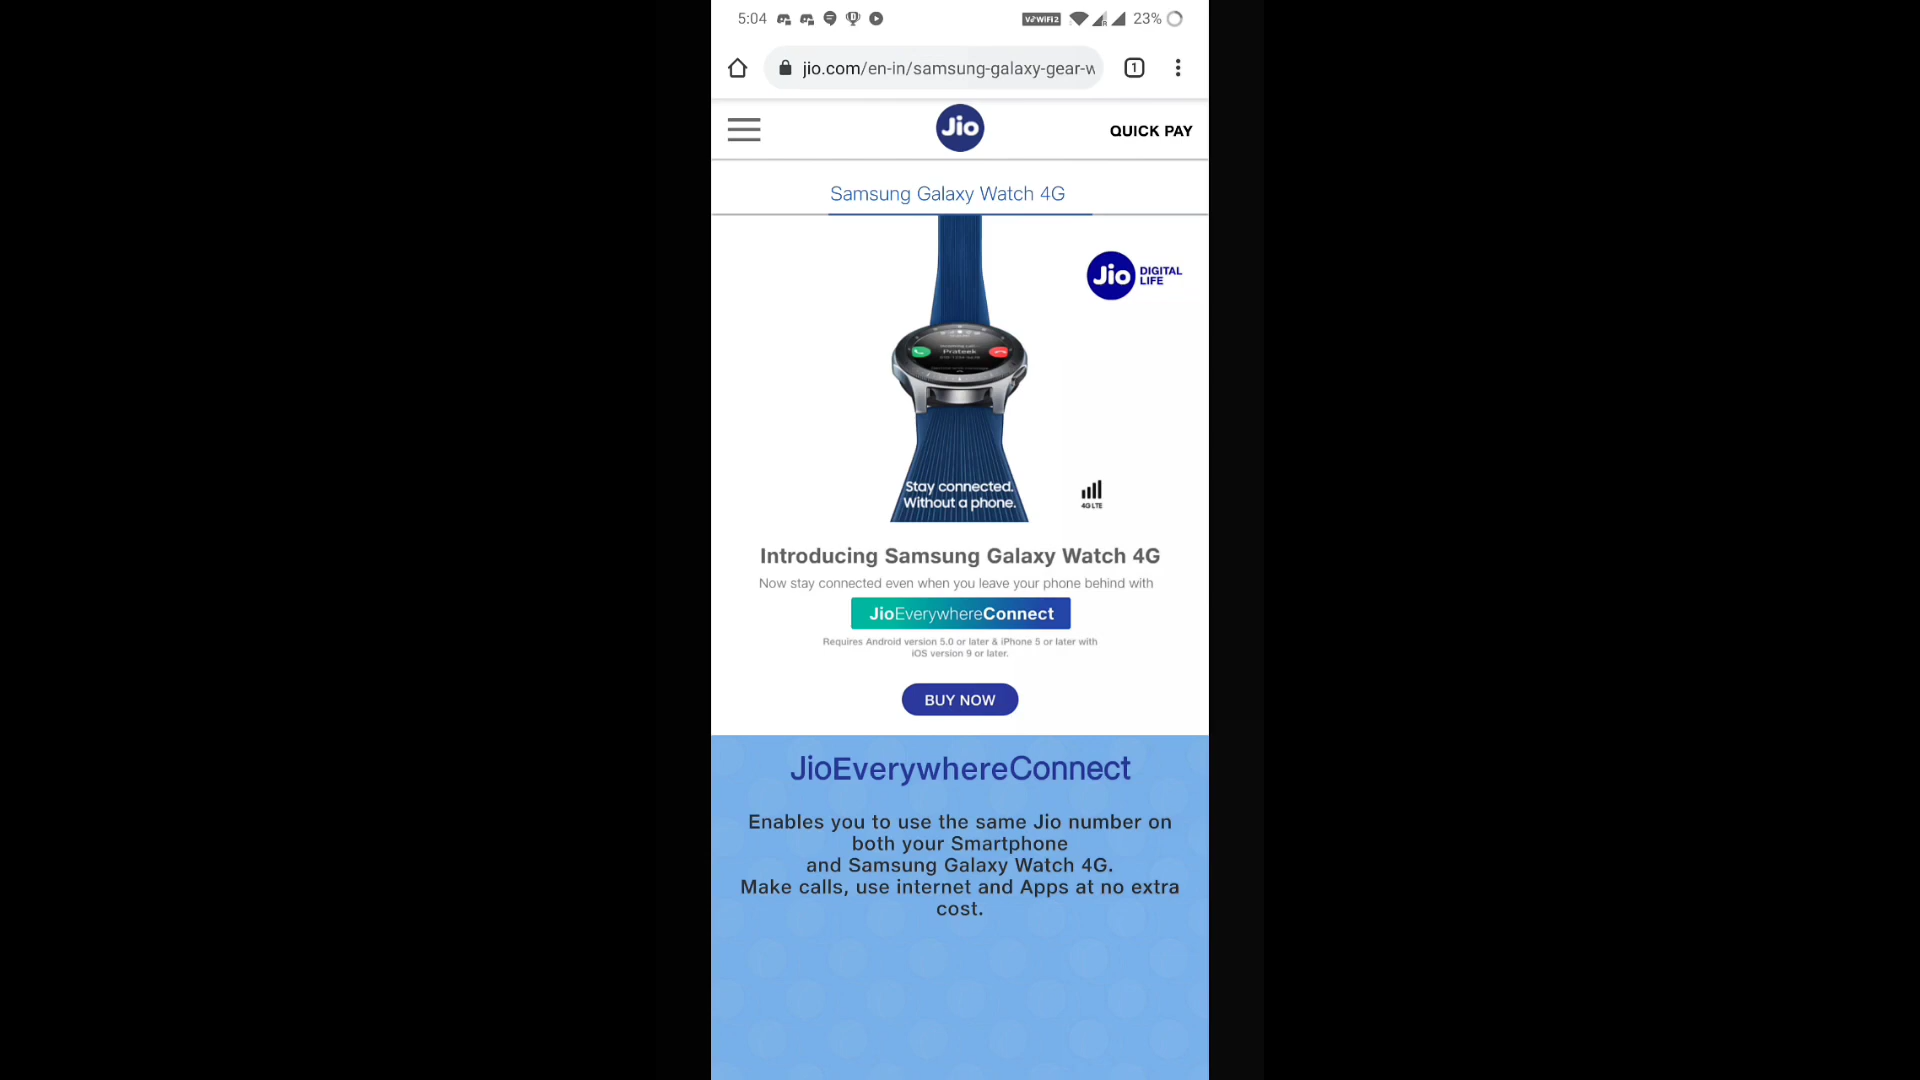 5:04
VoWIFI2
23%
jio.com/en-in/samsung-galaxy-gear-w
1
Jio
QUICK PAY
Samsung Galaxy Watch 4G
Jio DIGITAL
LIFE
Prateek
Stay connected.
Without a phone.
4G LTE
Introducing Samsung Galaxy Watch 4G
Now stay connected even when you leave your phone behind with
JioEverywhereConnect
Requires Android version 5.0 or later & iPhone 5 or later with
iOS version 9 or later.
BUY NOW
JioEverywhereConnect
Enables you to use the same Jio number on
both your Smartphone
and Samsung Galaxy Watch 4G.
Make calls, use internet and Apps at no extra
cost.